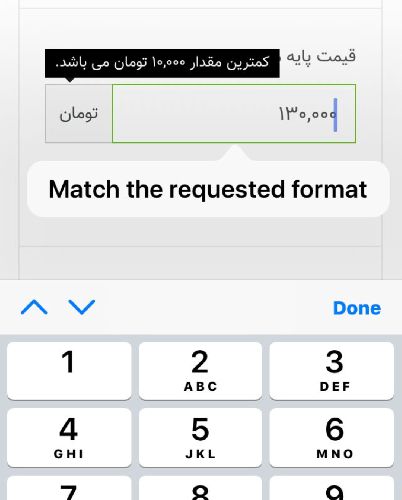 قیمت پایه
کمترین مقدار ۱۰,۰۰۰ تومان می باشد.
۱۳۰,۰۰۰
تومان
Match the requested format
Done
1
2
ABC
3
DEF
4
GHI
5
JKL
6
MNO
7
8
9